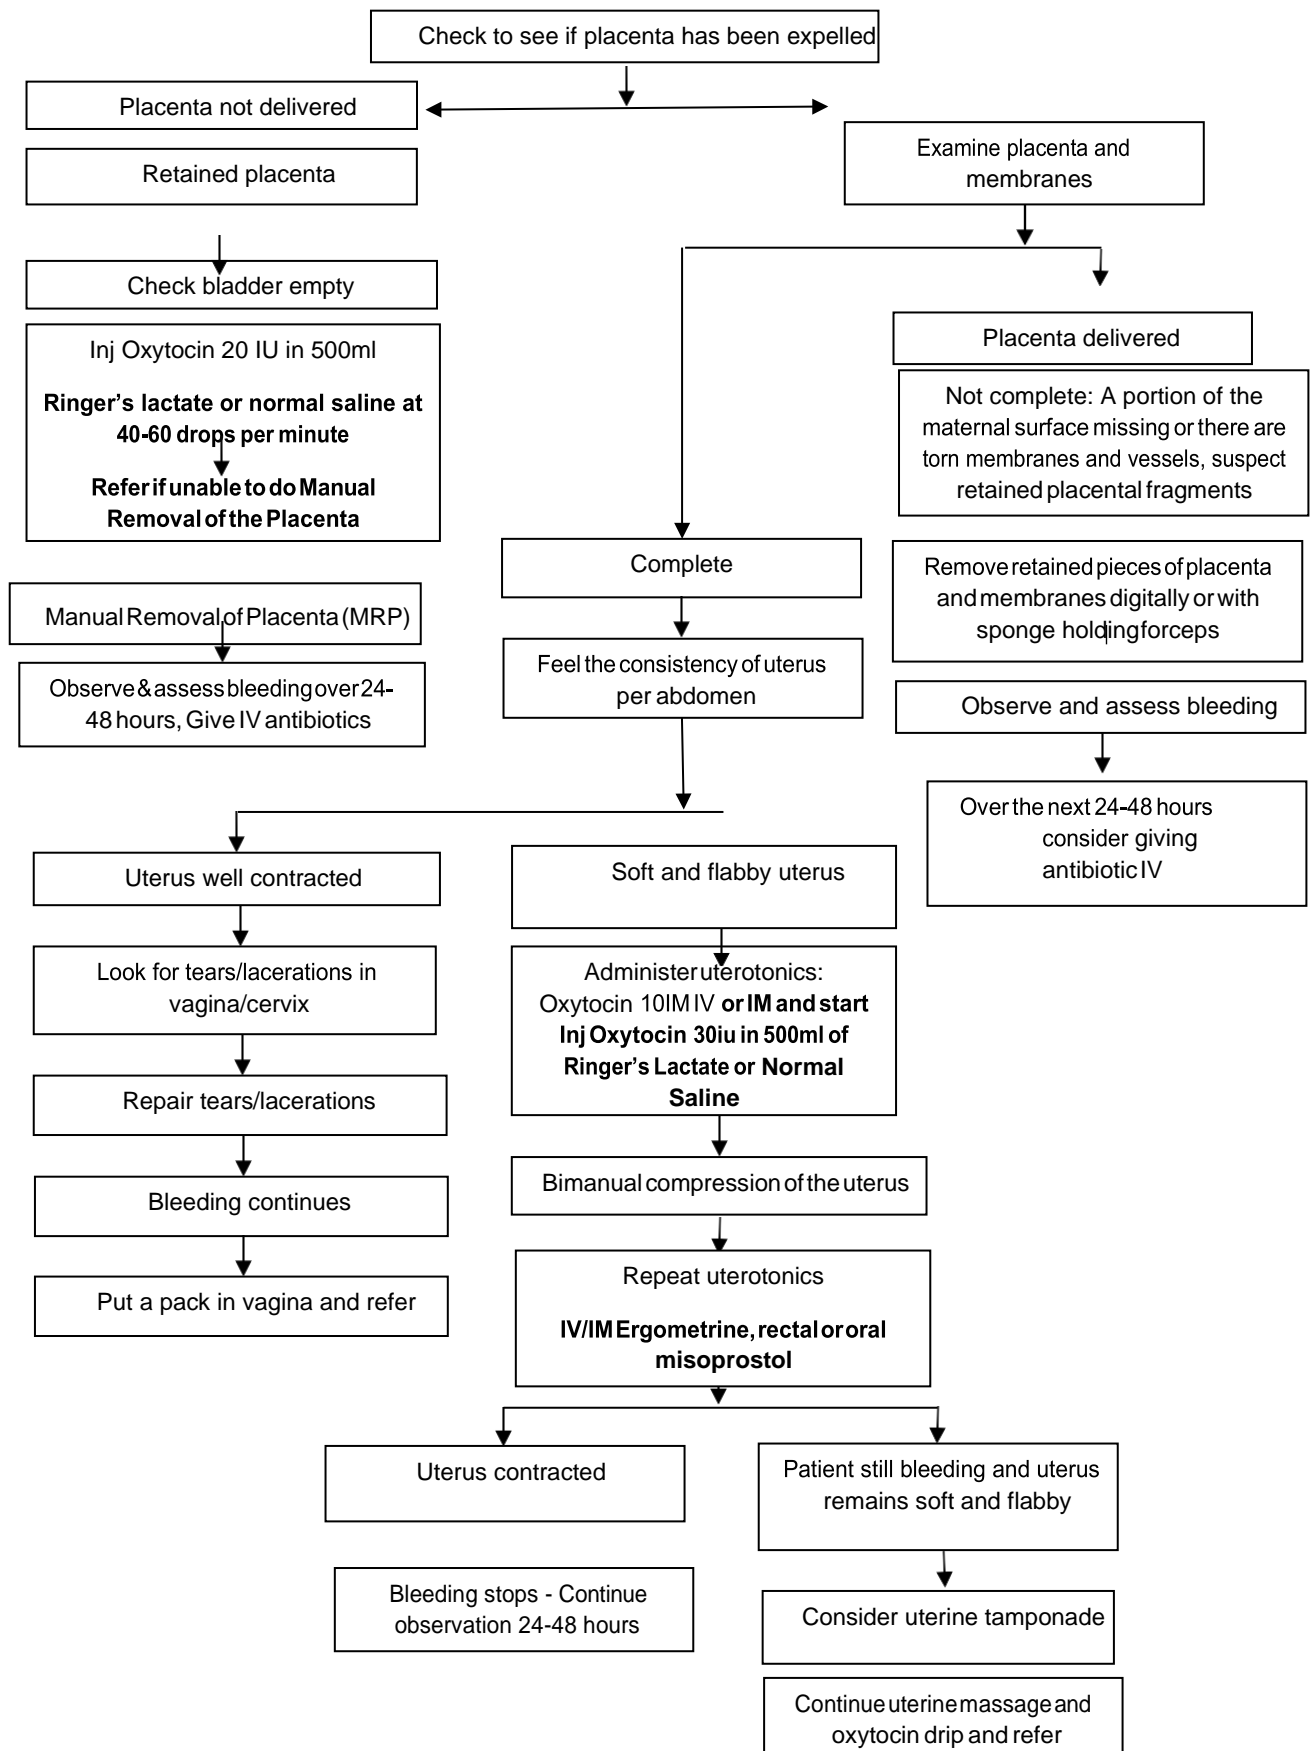 Check to see if placenta has been expelled
Placenta not delivered
Retained placenta
Check bladder empty
Inj Oxytocin 20 IU in 500ml
Ringer’s lactate or normal saline at
40-60 drops per minute
Refer if unable to do Manual
Removal of the Placenta
Manual Removal of Placenta (MRP)
Observe & assess bleeding over 24-
48 hours, Give IV antibiotics
Examine placenta and
membranes
Placenta delivered
Not complete: A portion of the
maternal surface missing or there are
torn membranes and vessels, suspect
retained placental fragments
Remove retained pieces of placenta
and membranes digitally or with
sponge holding forceps
Observe and assess bleeding
Over the next 24-48 hours
consider giving
antibiotic IV
Complete
Feel the consistency of uterus
per abdomen
Uterus well contracted
Look for tears/lacerations in
vagina/cervix
Repair tears/lacerations
Bleeding continues
Put a pack in vagina and refer
Soft and flabby uterus
Administer uterotonics:
Oxytocin 10IM IV or IM and start
Inj Oxytocin 30iu in 500ml of
Ringer’s Lactate or Normal
Saline
Bimanual compression of the uterus
Repeat uterotonics
IV/IM Ergometrine, rectal or oral
misoprostol
Uterus contracted
Bleeding stops - Continue
observation 24-48 hours
Patient still bleeding and uterus
remains soft and flabby
Consider uterine tamponade
Continue uterine massage and
oxytocin drip and refer